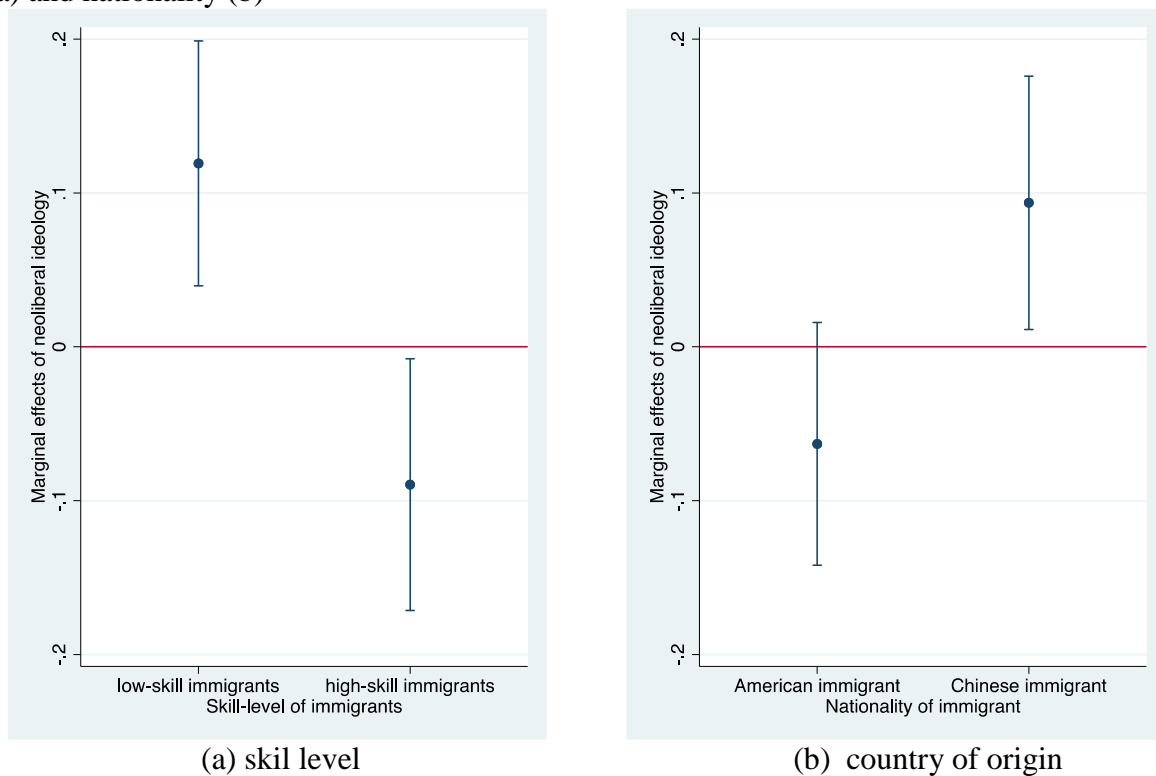 a) and nationality (b)
.2
.1
0
-.1
-.2
Marginal effects of neoliberal ideology
low-skill immigrants high-skill immigrants
Skill-level of immigrants
(a) skil level
.2
.1
0
-.1
-.2
Marginal effects of neoliberal ideology
American immigrant Chinese immigrant
Nationality of immigrant
(b) country of origin